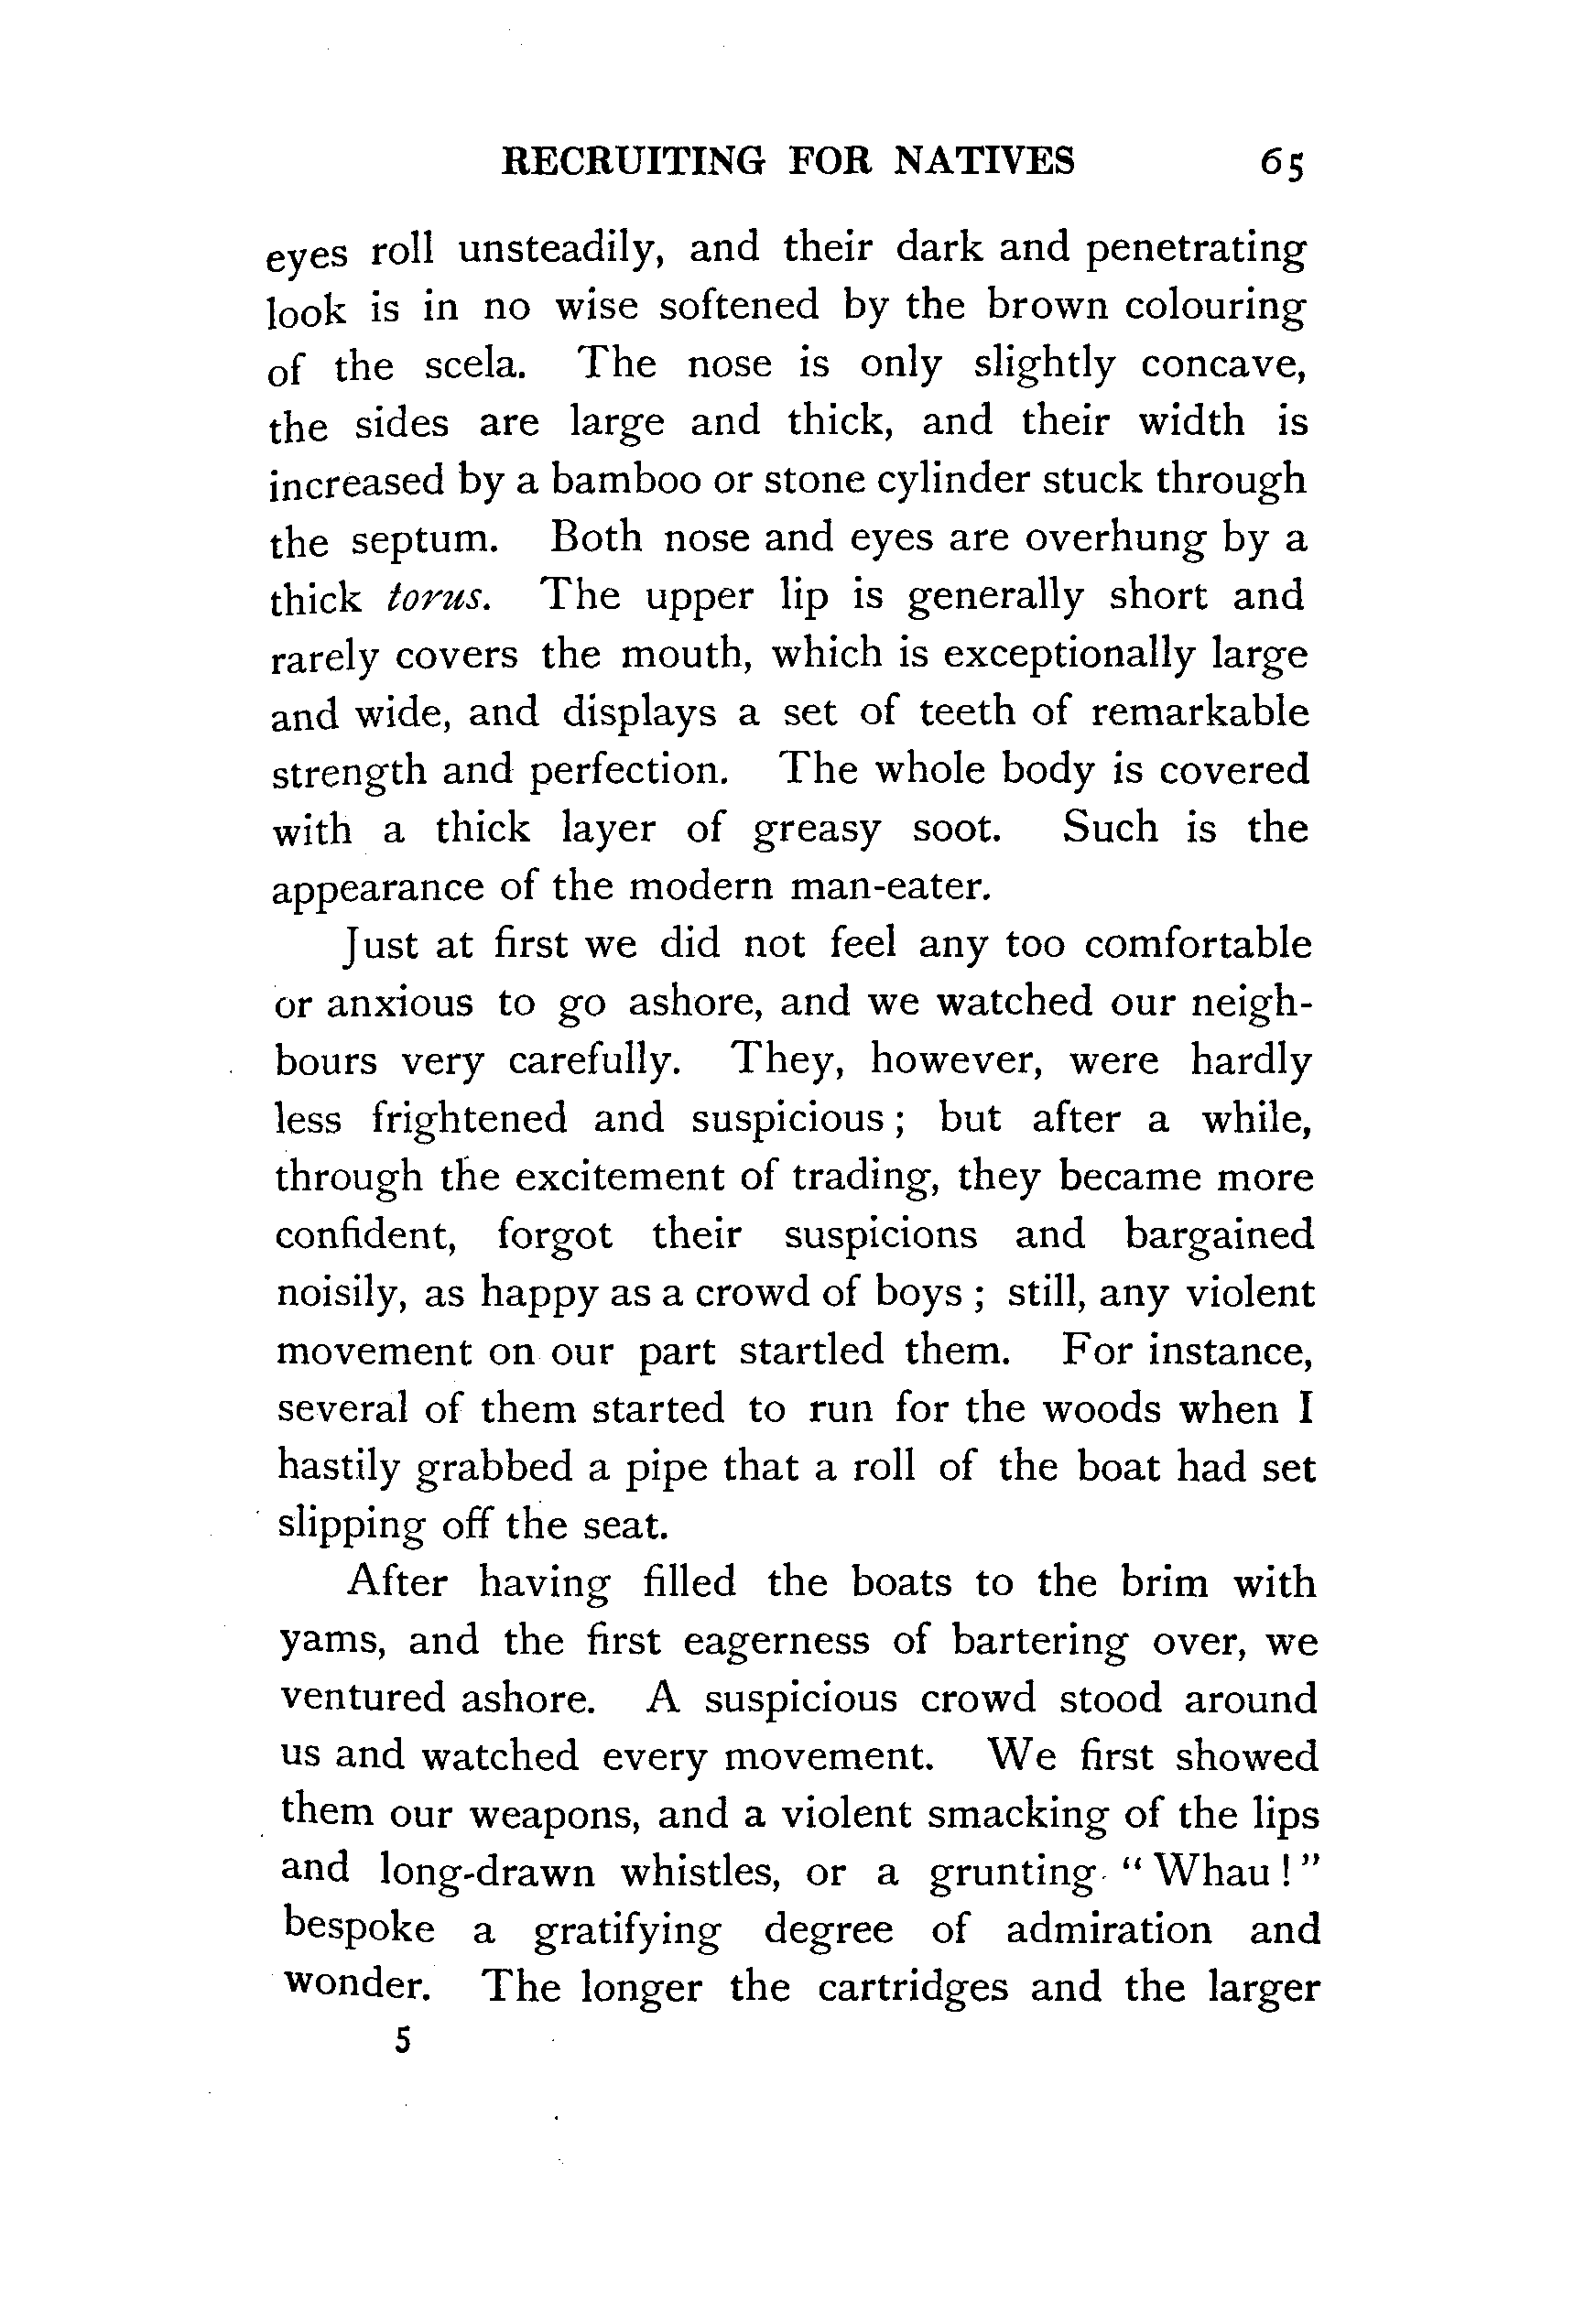 RECRUITING FOR NATIVES 65
eyes roll unsteadily, and their dark and penetrating
look is in no wise softened by the brown colouring
of the scela. The nose is only slightly concave,
the sides are large and thick, and their width is
increased by a bamboo or stone cylinder stuck through
the septum. Both nose and eyes are overhung by a
thick torus. The upper lip is generally short and
rarely covers the mouth, which is exceptionally large
and wide, and displays a set of teeth of remarkable
strength and perfection. The whole body is covered
with a thick layer of greasy soot. Such is the
appearance of the modern man-eater.
Just at first we did not feel any too comfortable
or anxious to go ashore, and we watched our neigh-
bours very carefully. They, however, were hardly
less frightened and suspicious; but after a while,
through the excitement of trading, they became more
confident, forgot their suspicions and bargained
noisily, as happy as a crowd of boys; still, any violent
movement on our part startled them. For instance,
several of them started to run for the woods when I
hastily grabbed a pipe that a roll of the boat had set
slipping off the seat.
After having filled the boats to the brim with
yams, and the first eagerness of bartering over, we
ventured ashore. A suspicious crowd stood around
us and watched every movement. We first showed
them our weapons, and a violent smacking of the lips
and long-drawn whistles, or a grunting "Whau!"
bespoke a gratifying degree of admiration and
wonder. The longer the cartridges and the larger
5